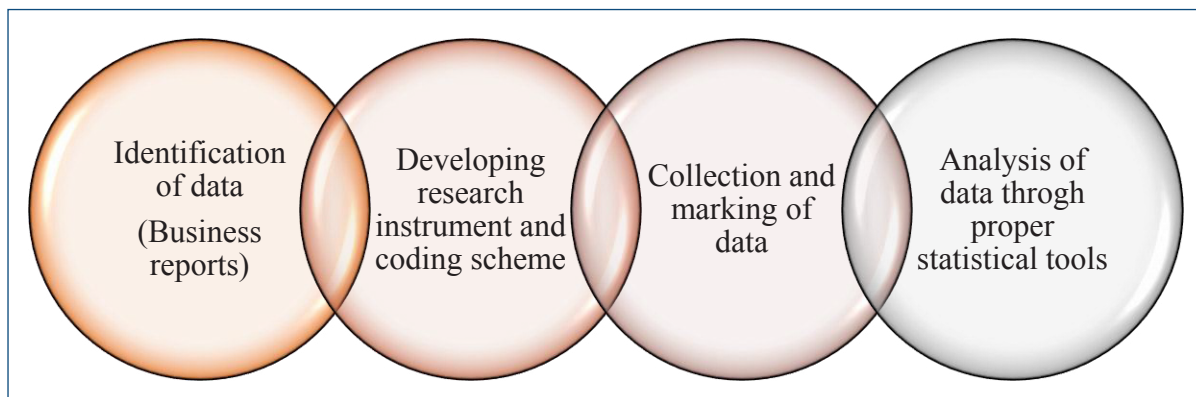 Identification
of data
(Business
reports)
Developing
research
instrument and
coding scheme
Collection and
marking of
data
Analysis of
data throgh
proper
statistical tools